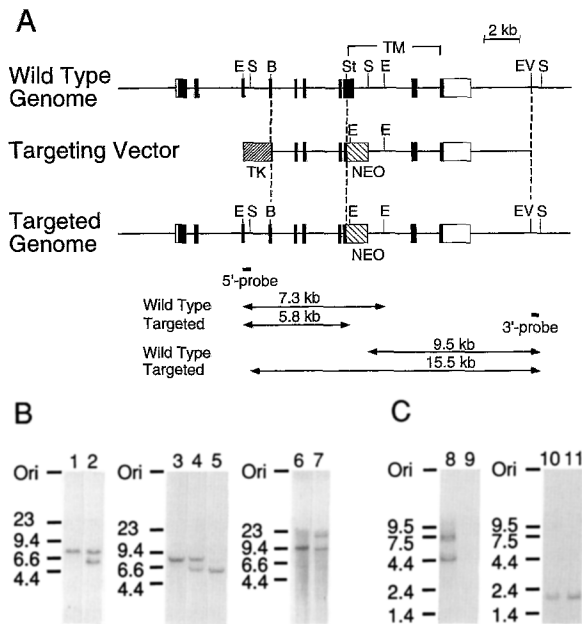 A
TM
2 kb
E S B St S E EV S
Wild Type
Genome
E E
Targeting Vector
TK NEO
E S B E E EV S
Targeted
Genome
NEO
5'-probe
3'-probe
Wild Type 7.3 kb
Targeted 5.8 kb
Wild Type 9.5 kb
Targeted 15.5 kb
B
1 2
Ori
23
9.4
6.6
4.4
3 4 5
Ori
23
9.4
6.6
4.4
6 7
Ori
23
9.4
6.6
4.4
C
8 9
Ori
9.5
7.5
4.4
2.4
1.4
10 11
Ori
9.5
7.5
4.4
2.4
1.4